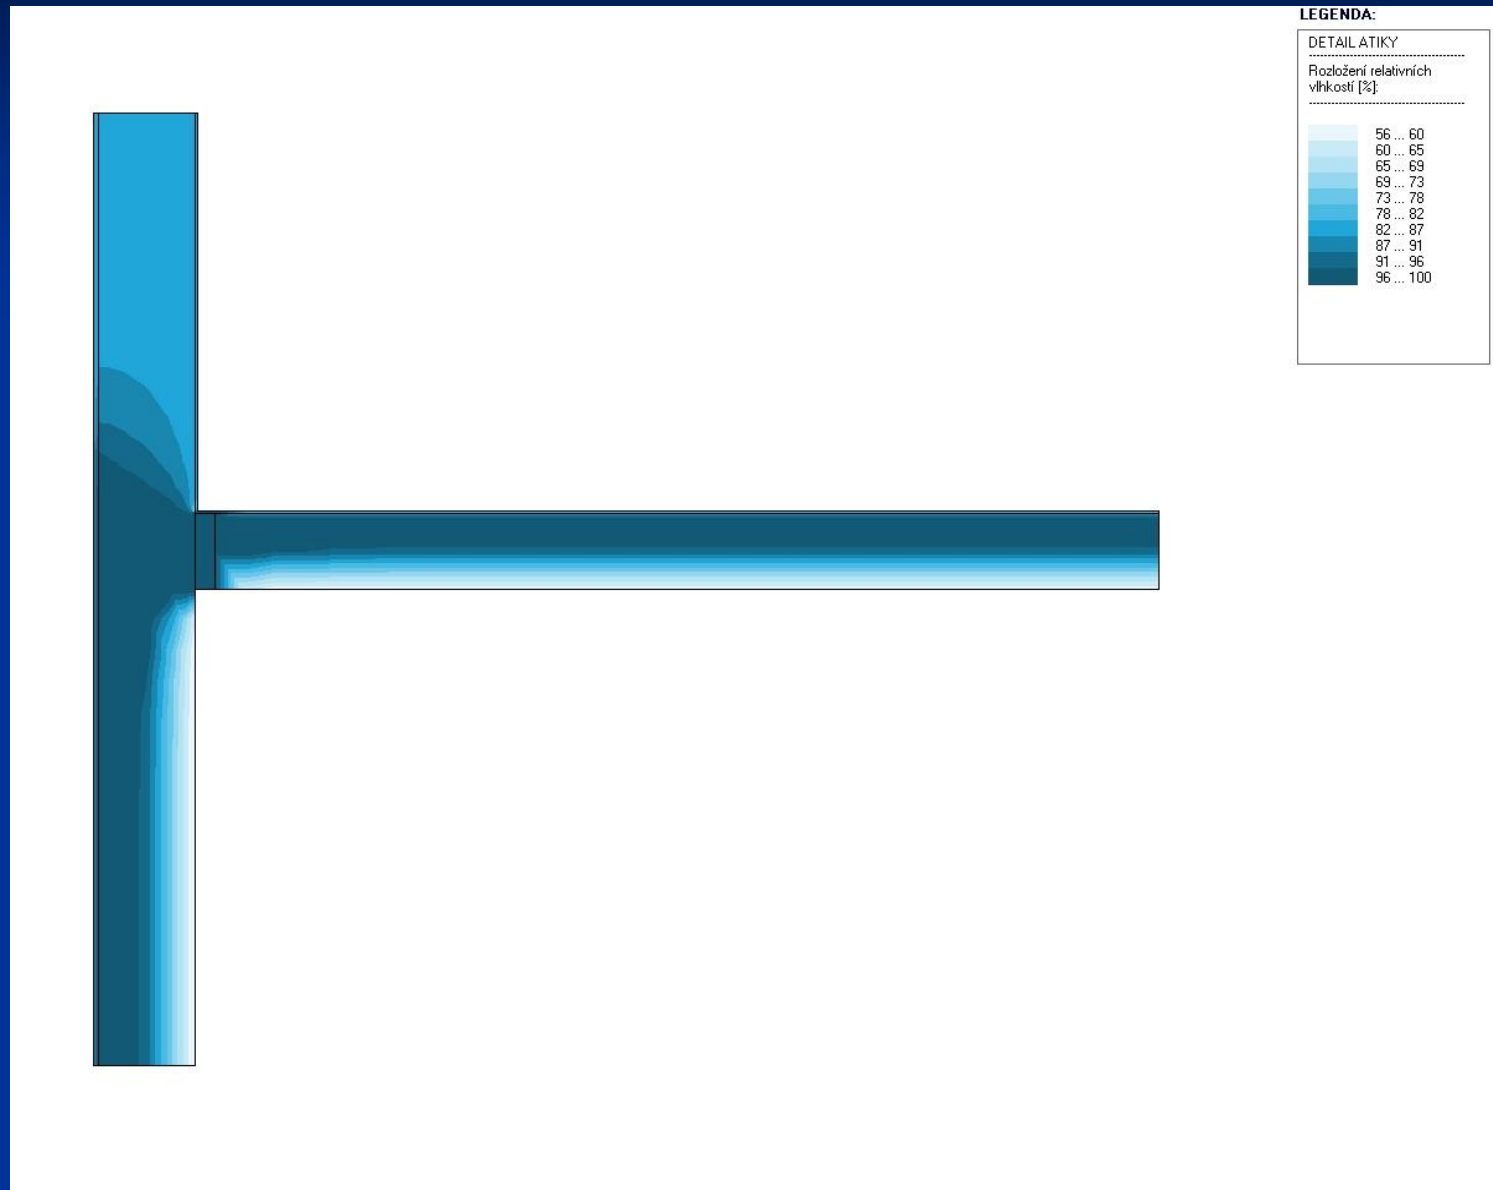 LEGENDA:
DETAIL ATIKY
Rozložení relativních
vlhkostí [%]:
56 ... 60
60 ... 65
65 ... 69
69 ... 73
73 ... 78
78 ... 82
82 ... 87
87 ... 91
91 ... 96
96 ... 100